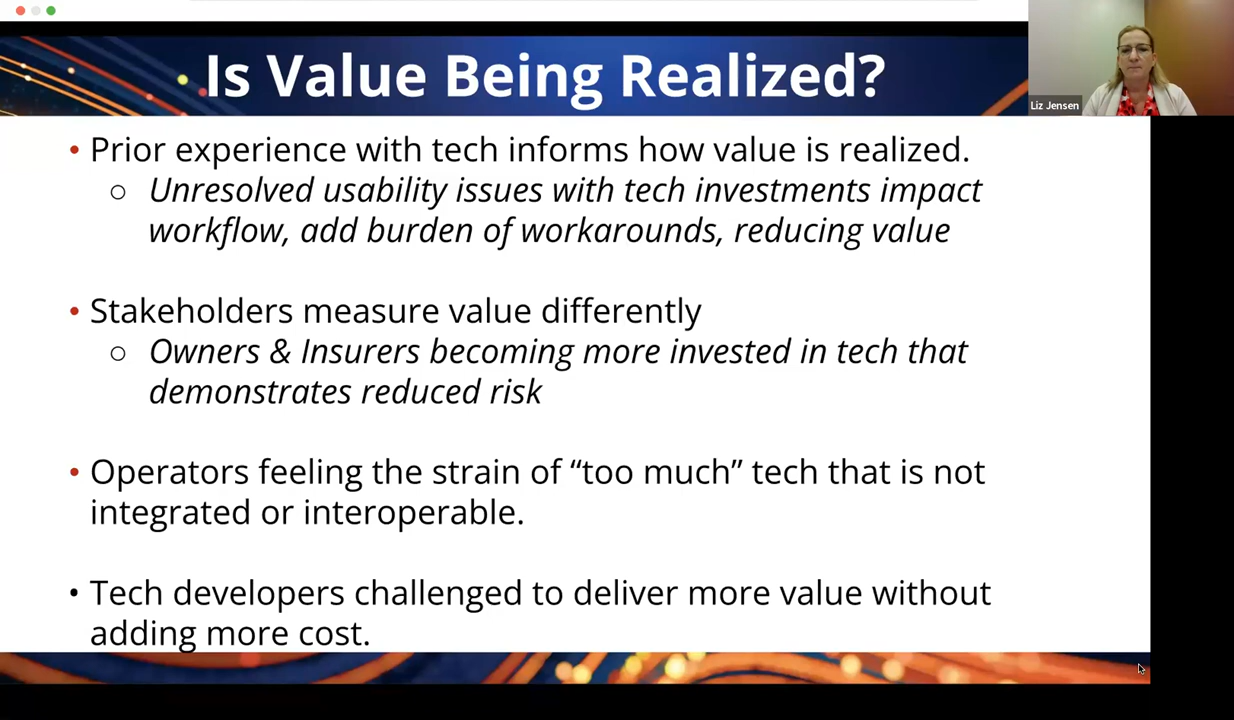 Is Value Being Realized?
Liz Jensen
• Prior experience with tech informs how value is realized.
○ Unresolved usability issues with tech investments impact
workflow, add burden of workarounds, reducing value
• Stakeholders measure value differently
○ Owners & Insurers becoming more invested in tech that
demonstrates reduced risk
• Operators feeling the strain of “too much” tech that is not
integrated or interoperable.
• Tech developers challenged to deliver more value without
adding more cost.